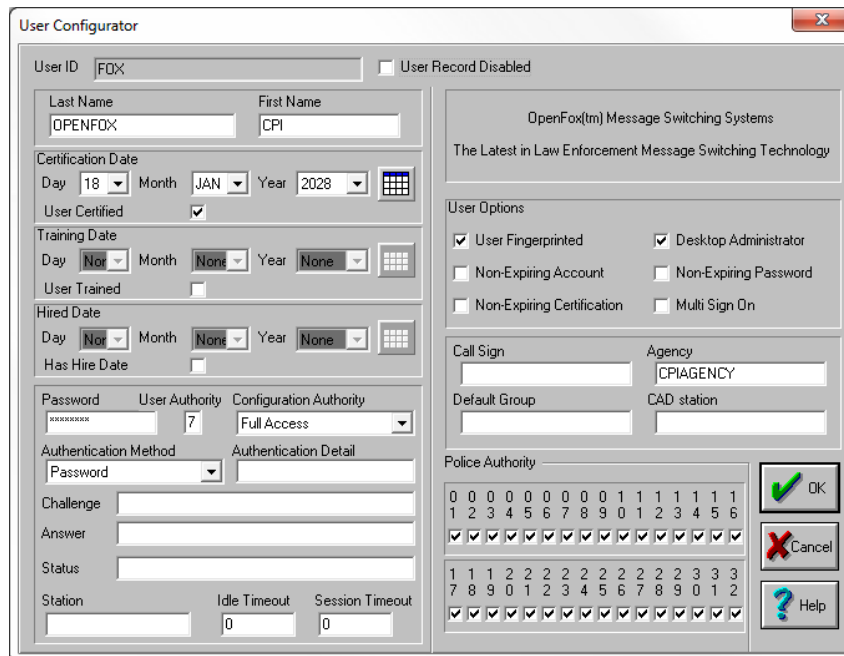 User Configurator
User ID FOX
User Record Disabled
Last Name First Name
OPENFOX CPI
Certification Date
Day 18 Month JAN Year 2028
User Certified
Training Date
Day Nor Month None Year None
User Trained
Hired Date
Day Nor Month None Year None
Has Hire Date
Password User Authority Configuration Authority
******** 7 Full Access
Authentication Method Authentication Detail
Password
Challenge
Answer
Status
Station Idle Timeout Session Timeout
0 0
OpenFox(tm) Message Switching Systems
The Latest in Law Enforcement Message Switching Technology
User Options
User Fingerprinted Desktop Administrator
Non-Expiring Account Non-Expiring Password
Non-Expiring Certification Multi Sign On
Call Sign Agency
CPIAGENCY
Default Group CAD station
Police Authority
0 0 0 0 0 0 0 0 0 1 1 1 1 1 1 1
1 2 3 4 5 6 7 8 9 0 1 2 3 4 5 6
1 1 1 2 2 2 2 2 2 2 2 2 2 3 3 3
7 8 9 0 1 2 3 4 5 6 7 8 9 0 1 2
OK
Cancel
Help